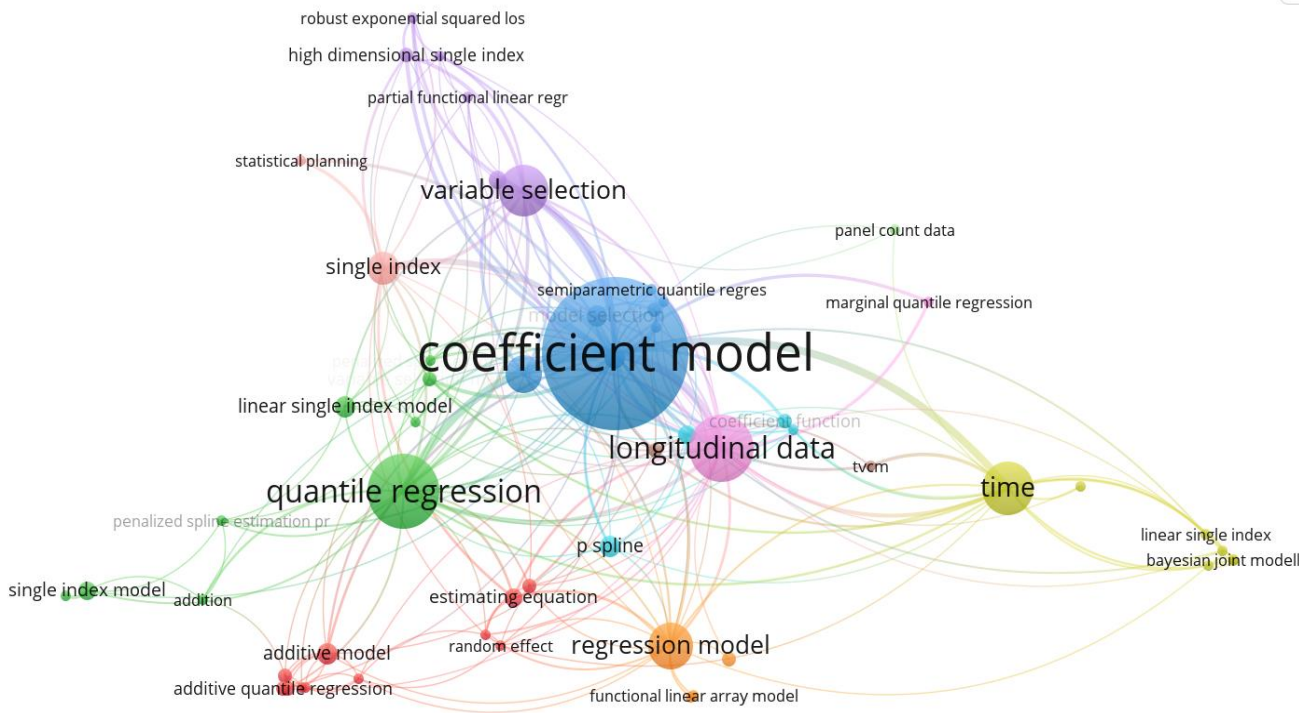 robust exponential squared los
high dimensional single index
partial functional linear regr
statistical planning
variable selection
panel count data
single index
semiparametric quantile regres
marginal quantile regression
model selection
coefficient model
linear single index model
coefficient function
longitudinal data
tvcm
quantile regression
time
penalized spline estimation pr
linear single index
p spline
bayesian joint modell
single index model
addition
estimating equation
random effect
regression model
additive model
additive quantile regression
functional linear array model